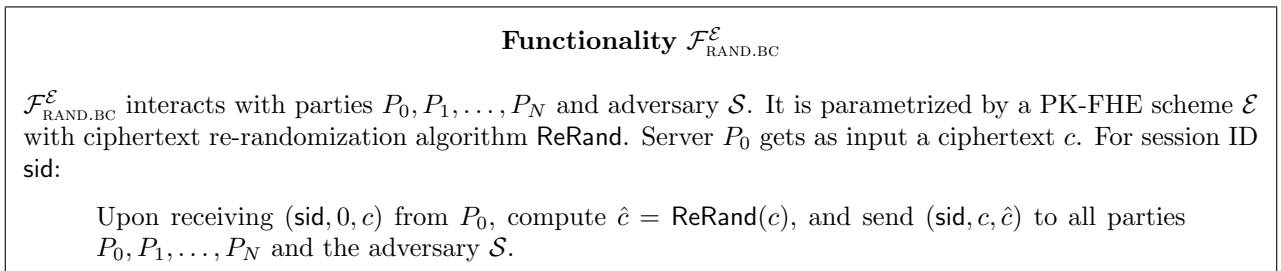 Functionality $\mathcal{F}^{\mathcal{E}}_{\text{RAND.BC}}$
$\mathcal{F}^{\mathcal{E}}_{\text{RAND.BC}}$ interacts with parties $P_0, P_1, \ldots, P_N$ and adversary $\mathcal{S}$. It is parametrized by a PK-FHE scheme $\mathcal{E}$
with ciphertext re-randomization algorithm ReRand. Server $P_0$ gets as input a ciphertext $c$. For session ID
sid:
Upon receiving $(\text{sid}, 0, c)$ from $P_0$, compute $\hat{c} = \text{ReRand}(c)$, and send $(\text{sid}, c, \hat{c})$ to all parties
$P_0, P_1, \ldots, P_N$ and the adversary $\mathcal{S}$.